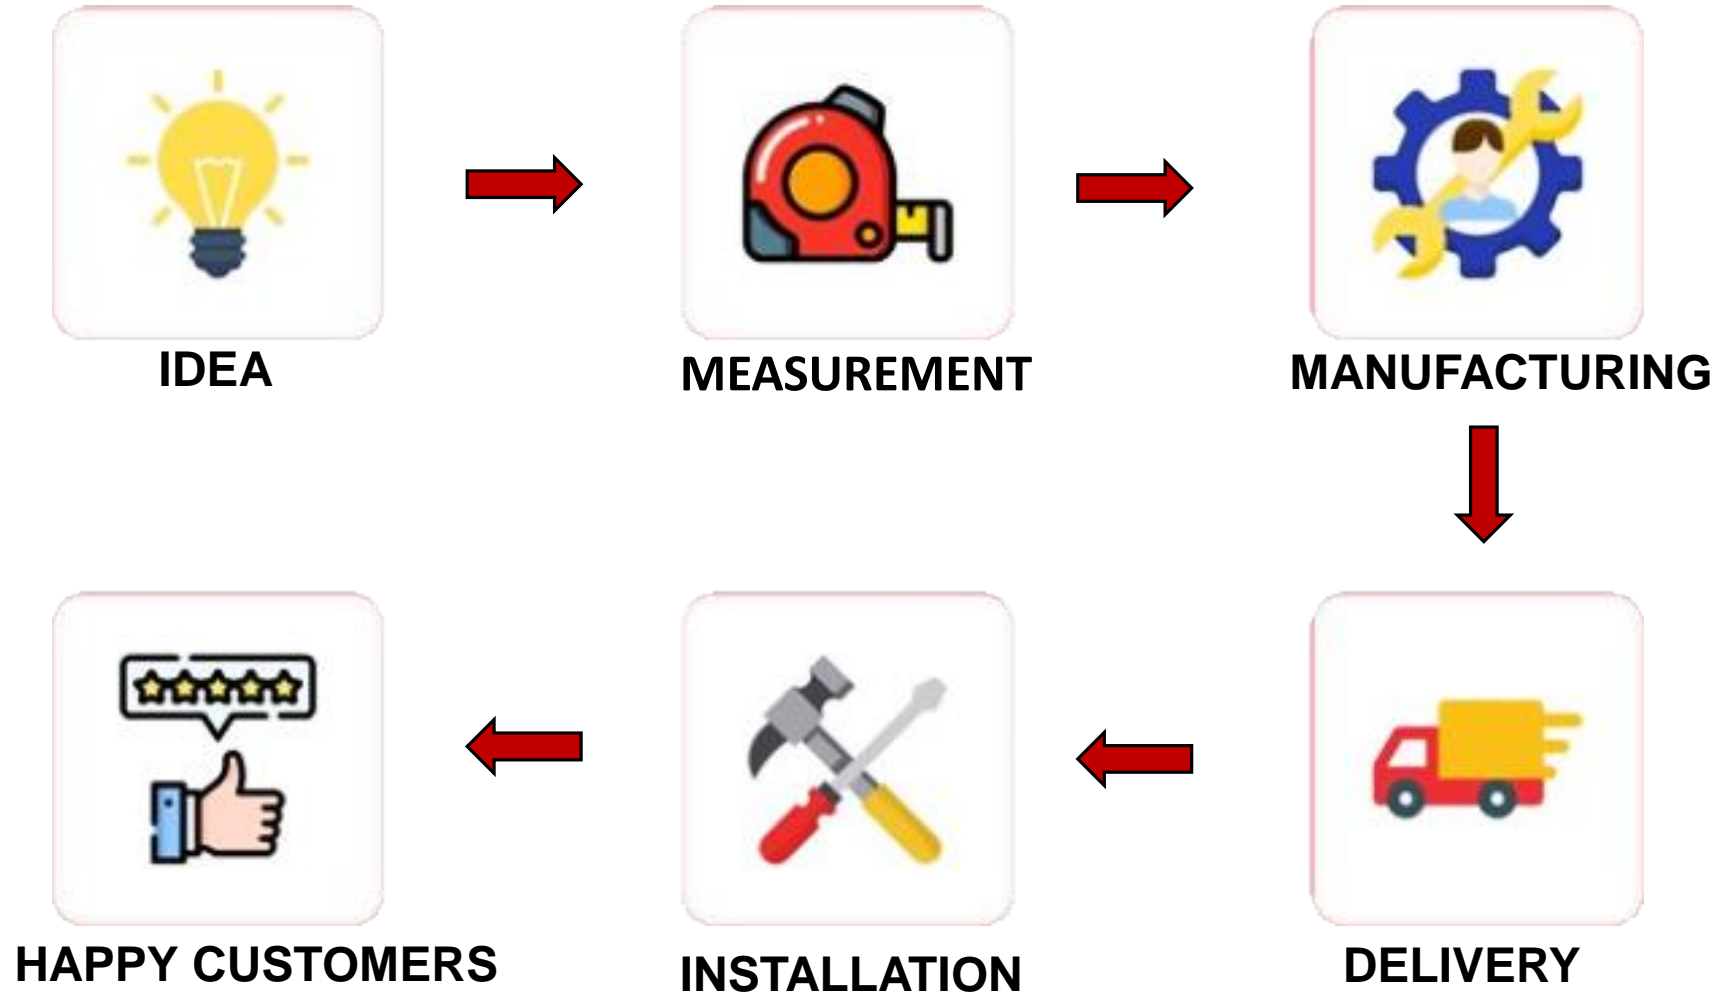 IDEA
MEASUREMENT
MANUFACTURING
HAPPY CUSTOMERS
INSTALLATION
DELIVERY